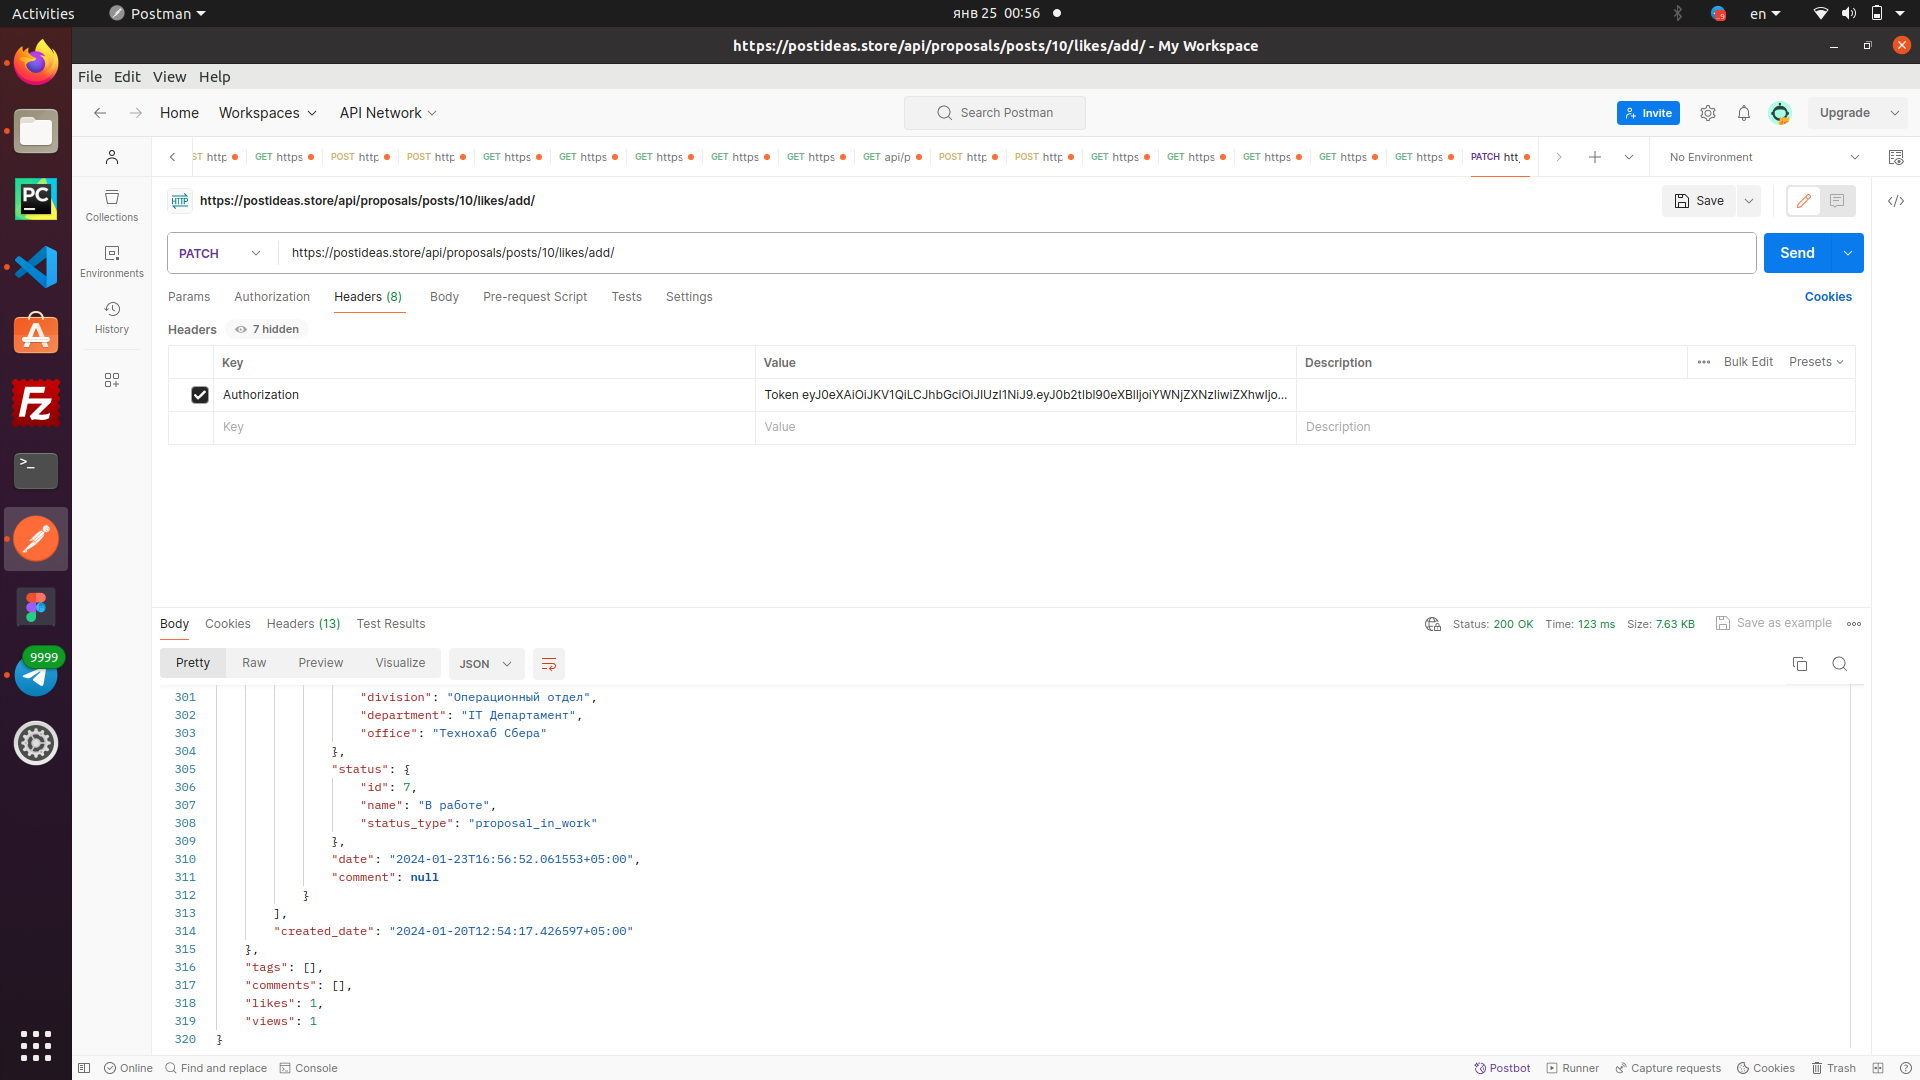 Activities
Postman
янв 25 00:56
en
https://postideas.store/api/proposals/posts/10/likes/add/ - My Workspace
File Edit View Help
Home Workspaces API Network
Search Postman
Invite
Upgrade
ST http GET https POST http POST http GET https GET https GET https GET https GET https GET api/p POST http POST http GET https GET https GET https GET https GET https PATCH htt
No Environment
Collections
Environments
History
HTTP https://postideas.store/api/proposals/posts/10/likes/add/
Save
PATCH https://postideas.store/api/proposals/posts/10/likes/add/
Send
Params Authorization Headers (8) Body Pre-request Script Tests Settings
Cookies
Headers 7 hidden
Key Value Description
Bulk Edit Presets
Authorization Token eyJ0eXAiOiJKV1QiLCJhbGciOiJIUzI1NiJ9.eyJ0b2tlbl90eXBlIjoiYWNjZXNzIiwiZXhwIjo...
Key Value Description
Body Cookies Headers (13) Test Results
Status: 200 OK Time: 123 ms Size: 7.63 KB Save as example
Pretty Raw Preview Visualize JSON
301 "division": "Операционный отдел",
302 "department": "IT Департамент",
303 "office": "Технохаб Сбера"
304 },
305 "status": {
306 "id": 7,
307 "name": "В работе",
308 "status_type": "proposal_in_work"
309 },
310 "date": "2024-01-23T16:56:52.061553+05:00",
311 "comment": null
312 }
313 ],
314 "created_date": "2024-01-20T12:54:17.426597+05:00"
315 },
316 "tags": [],
317 "comments": [],
318 "likes": 1,
319 "views": 1
320 }
PC
FZ
>_
9999
Online Find and replace Console
Postbot Runner Capture requests Cookies Trash